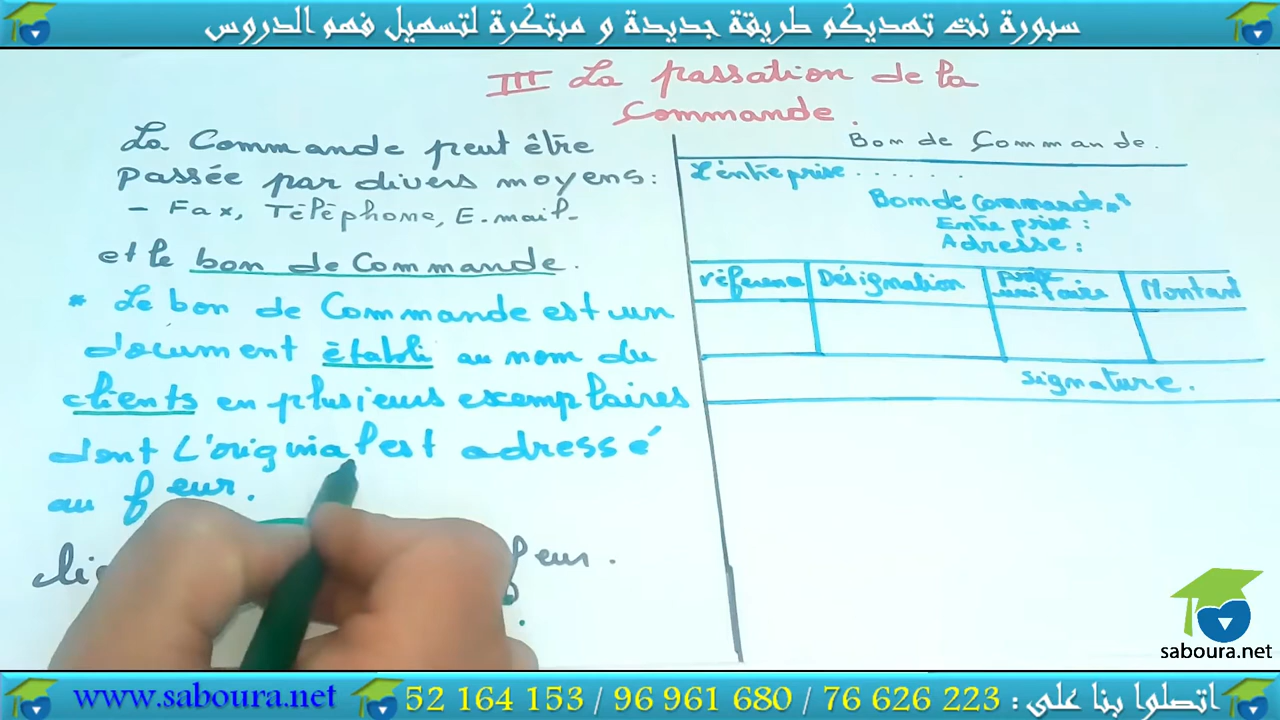 سبورة نت تهديكم طريقة جديدة و مبتكرة لتسهيل فهم الدروس
III La passation de la
Commande.
La Commande peut être
passée par divers moyens:
- Fax, Téléphone, E.mail-
et le bon de Commande.
* Le bon de Commande est un
document établi au nom du
clients en plusieurs exemplaires
dont L'original est adressé
au feur.
feur.
Bon de Commande.
L'entreprise.......
Bon de commande n°:
Entreprise:
Adresse:
référence Désignation prix unitaire Montant
signature.
saboura.net
www.saboura.net
52 164 153 / 96 961 680 / 76 626 223 : اتصلوا بنا على